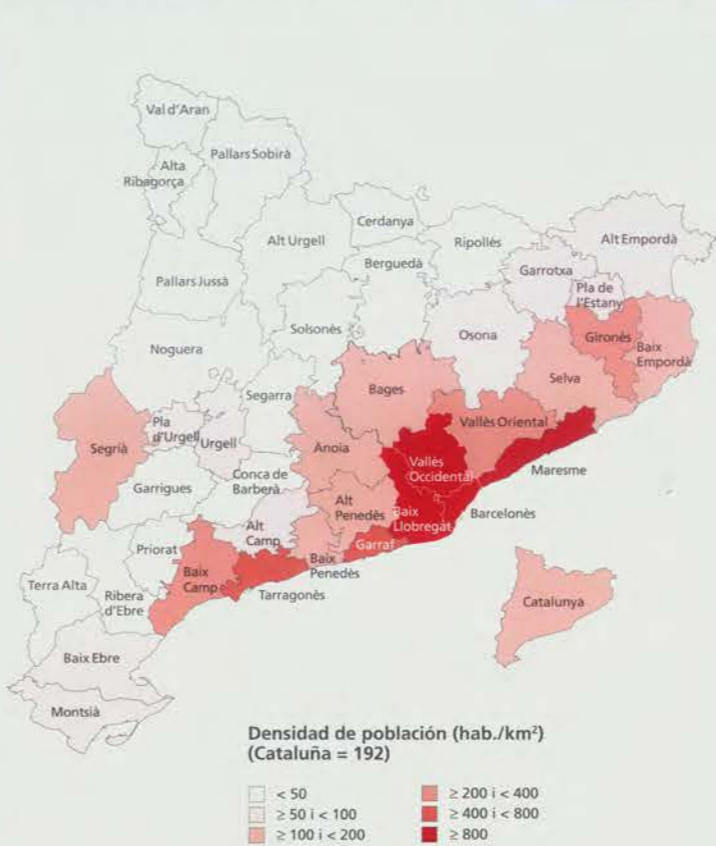 Val d'Aran
Pallars Sobirà
Alta
Ribagorça
Cerdanya
Alt Urgell
Ripollès
Alt Empordà
Berguedà
Garrotxa
Pallars Jussà
Pla de
l'Estany
Solsonès
Osona
Gironès
Noguera
Baix
Empordà
Selva
Bages
Segarra
Vallès Oriental
Pla
d'Urgell
Urgell
Segrià
Anoia
Vallès
Occidental
Maresme
Conca de
Barberà
Garrigues
Alt
Penedès
Baix
Llobregat
Barcelonès
Alt
Camp
Garraf
Priorat
Baix
Penedès
Baix
Camp
Terra Alta
Ribera
d'Ebre
Tarragonès
Catalunya
Baix Ebre
Montsià
Densidad de población (hab./km²)
(Cataluña = 192)
< 50
≥ 50 i < 100
≥ 100 i < 200
≥ 200 i < 400
≥ 400 i < 800
≥ 800